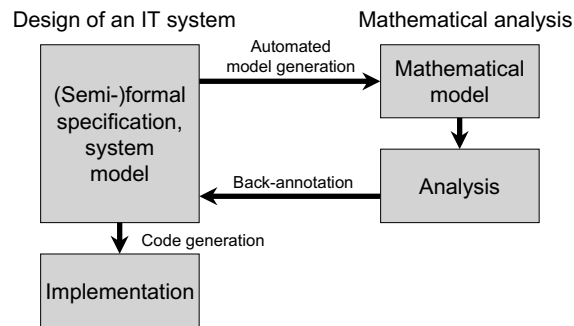 Design of an IT system
Mathematical analysis
(Semi-)formal
specification,
system
model
Automated
model generation
Mathematical
model
Back-annotation
Analysis
Code generation
Implementation